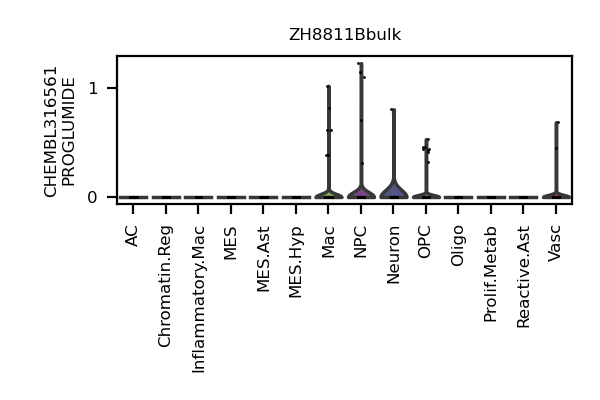 ZH8811Bbulk
CHEMBL316561
PROGLUMIDE
1
0
AC
Chromatin.Reg
Inflammatory.Mac
MES
MES.Ast
MES.Hyp
Mac
NPC
Neuron
OPC
Oligo
Prolif.Metab
Reactive.Ast
Vasc